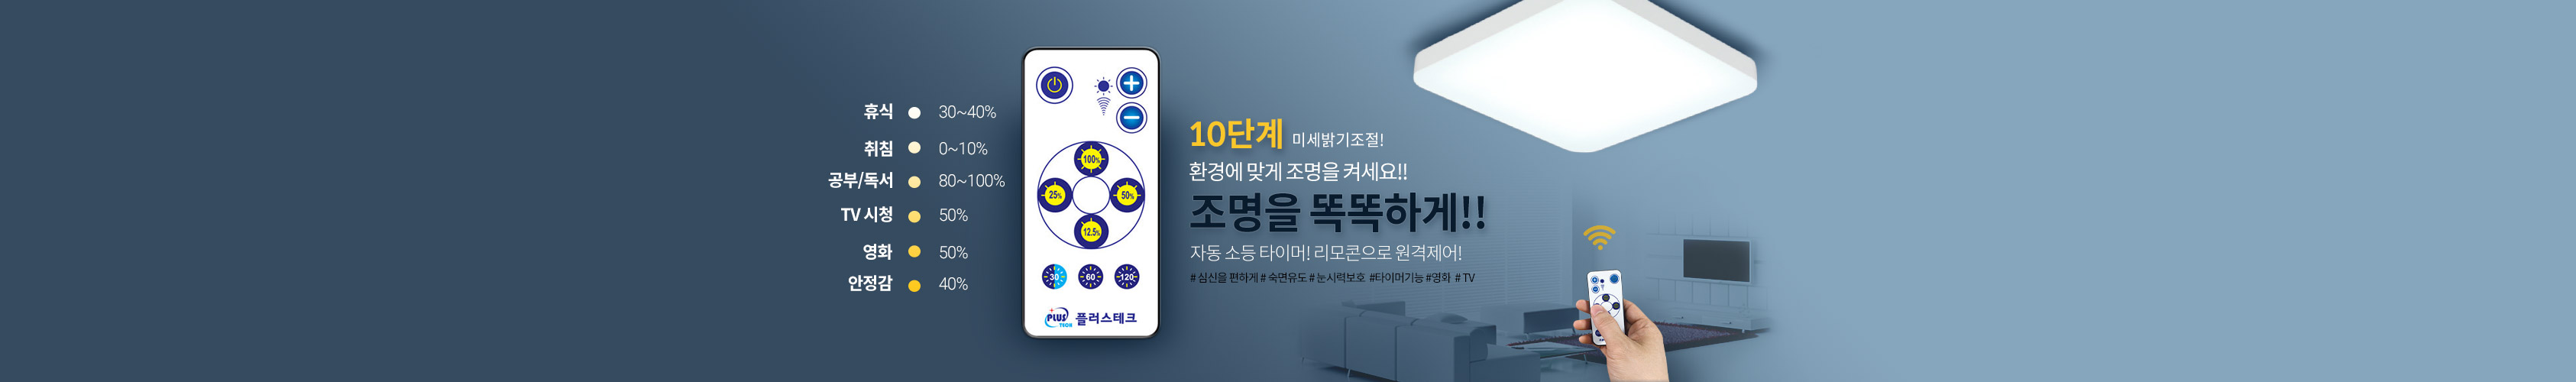 휴식 30~40%
취침 0~10%
공부/독서 80~100%
TV 시청 50%
영화 50%
안정감 40%
100%
25% 50%
12.5%
30 60 120
PLUS TECH 플러스테크
10단계 미세밝기조절!
환경에 맞게 조명을 켜세요!!
조명을 똑똑하게!!
자동 소등 타이머! 리모콘으로 원격제어!
# 심신을 편하게 # 숙면유도 # 눈시력보호 #타이머기능 #영화 # TV